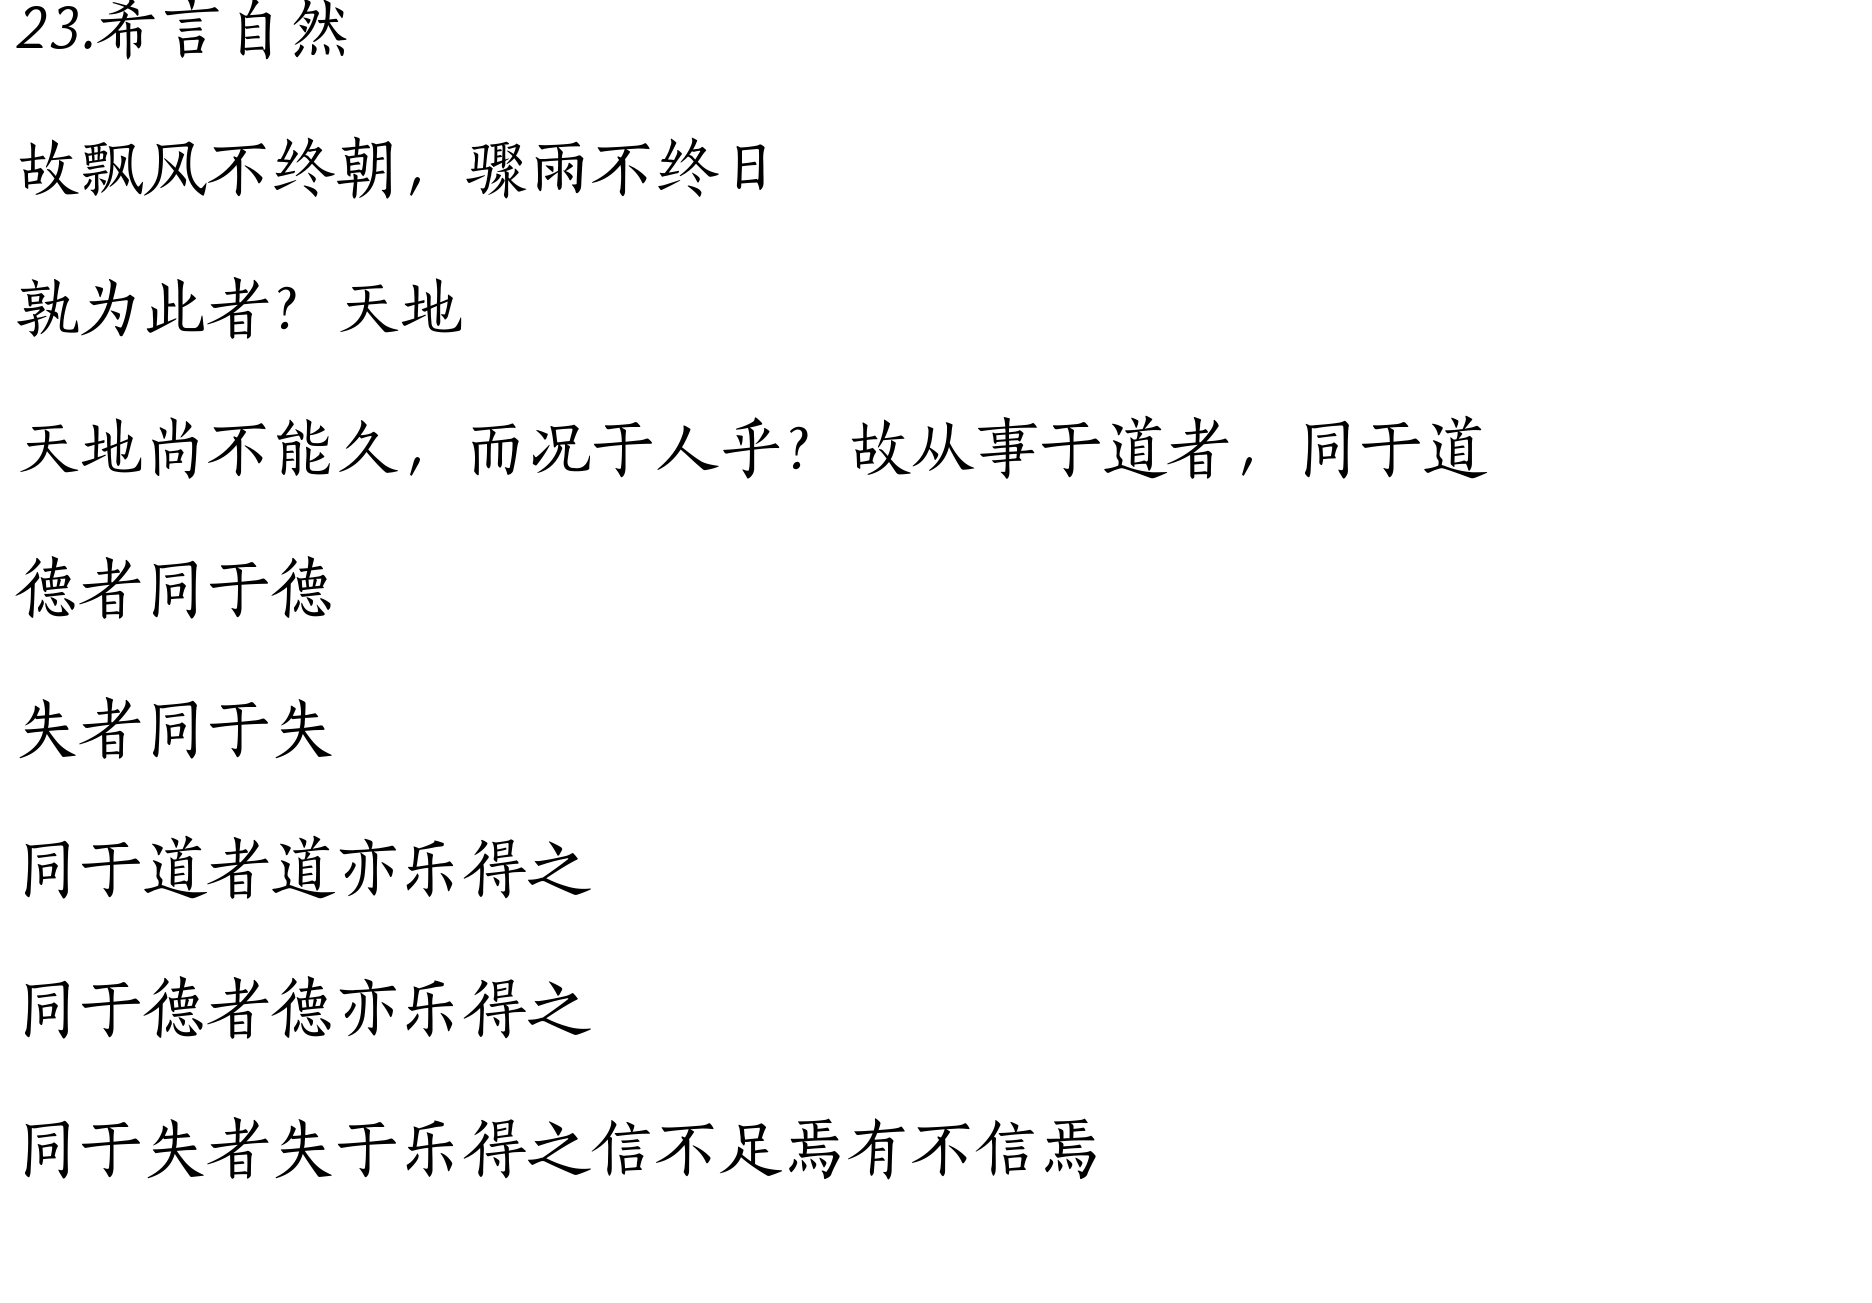 23.希言自然
故飘风不终朝，骤雨不终日
孰为此者？天地
天地尚不能久，而况于人乎？故从事于道者，同于道
德者同于德
失者同于失
同于道者道亦乐得之
同于德者德亦乐得之
同于失者失于乐得之信不足焉有不信焉